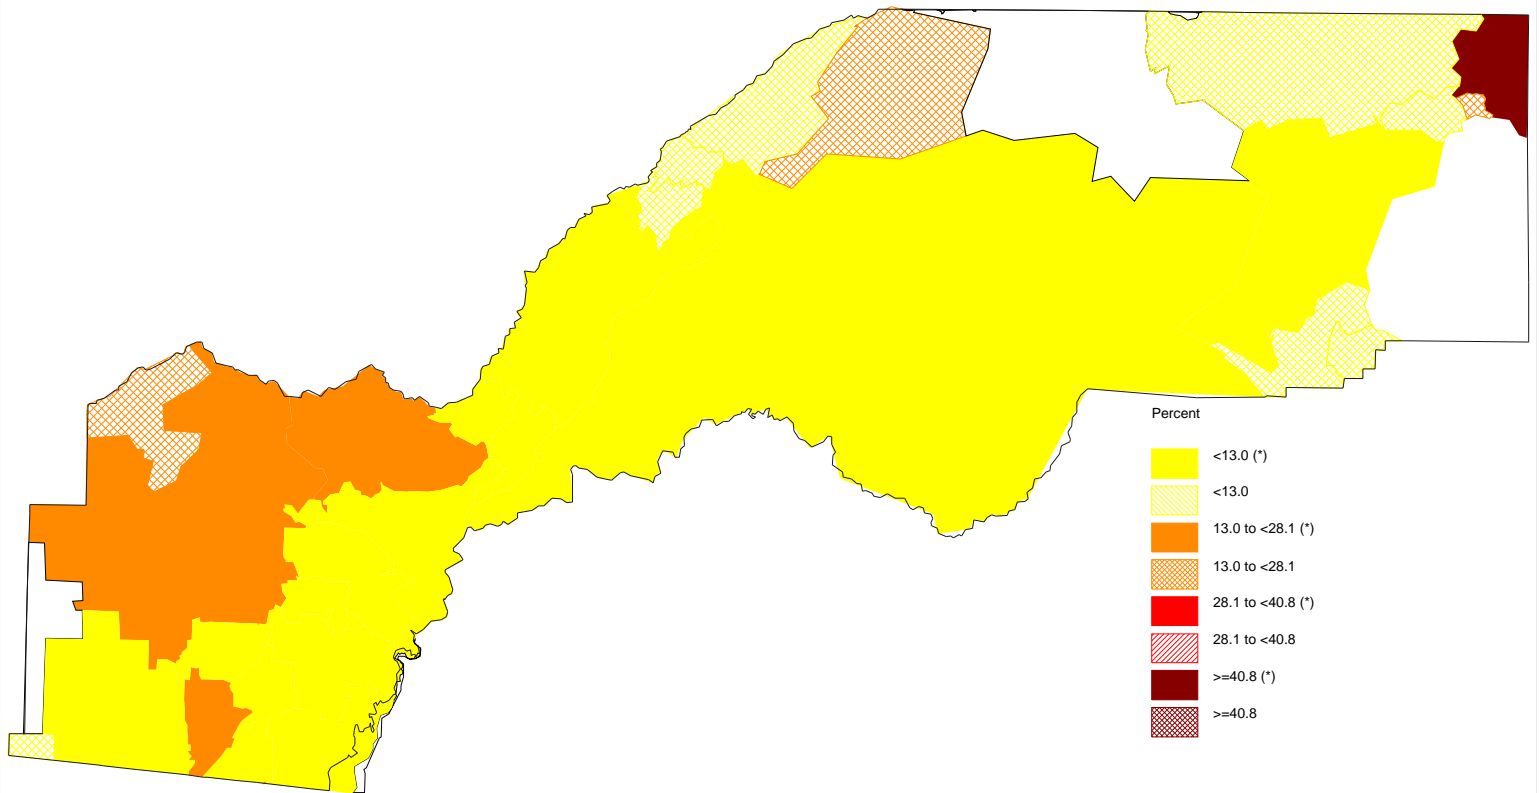 Percent
<13.0 (*)
<13.0
13.0 to <28.1 (*)
13.0 to <28.1
28.1 to <40.8 (*)
28.1 to <40.8
>=40.8 (*)
>=40.8